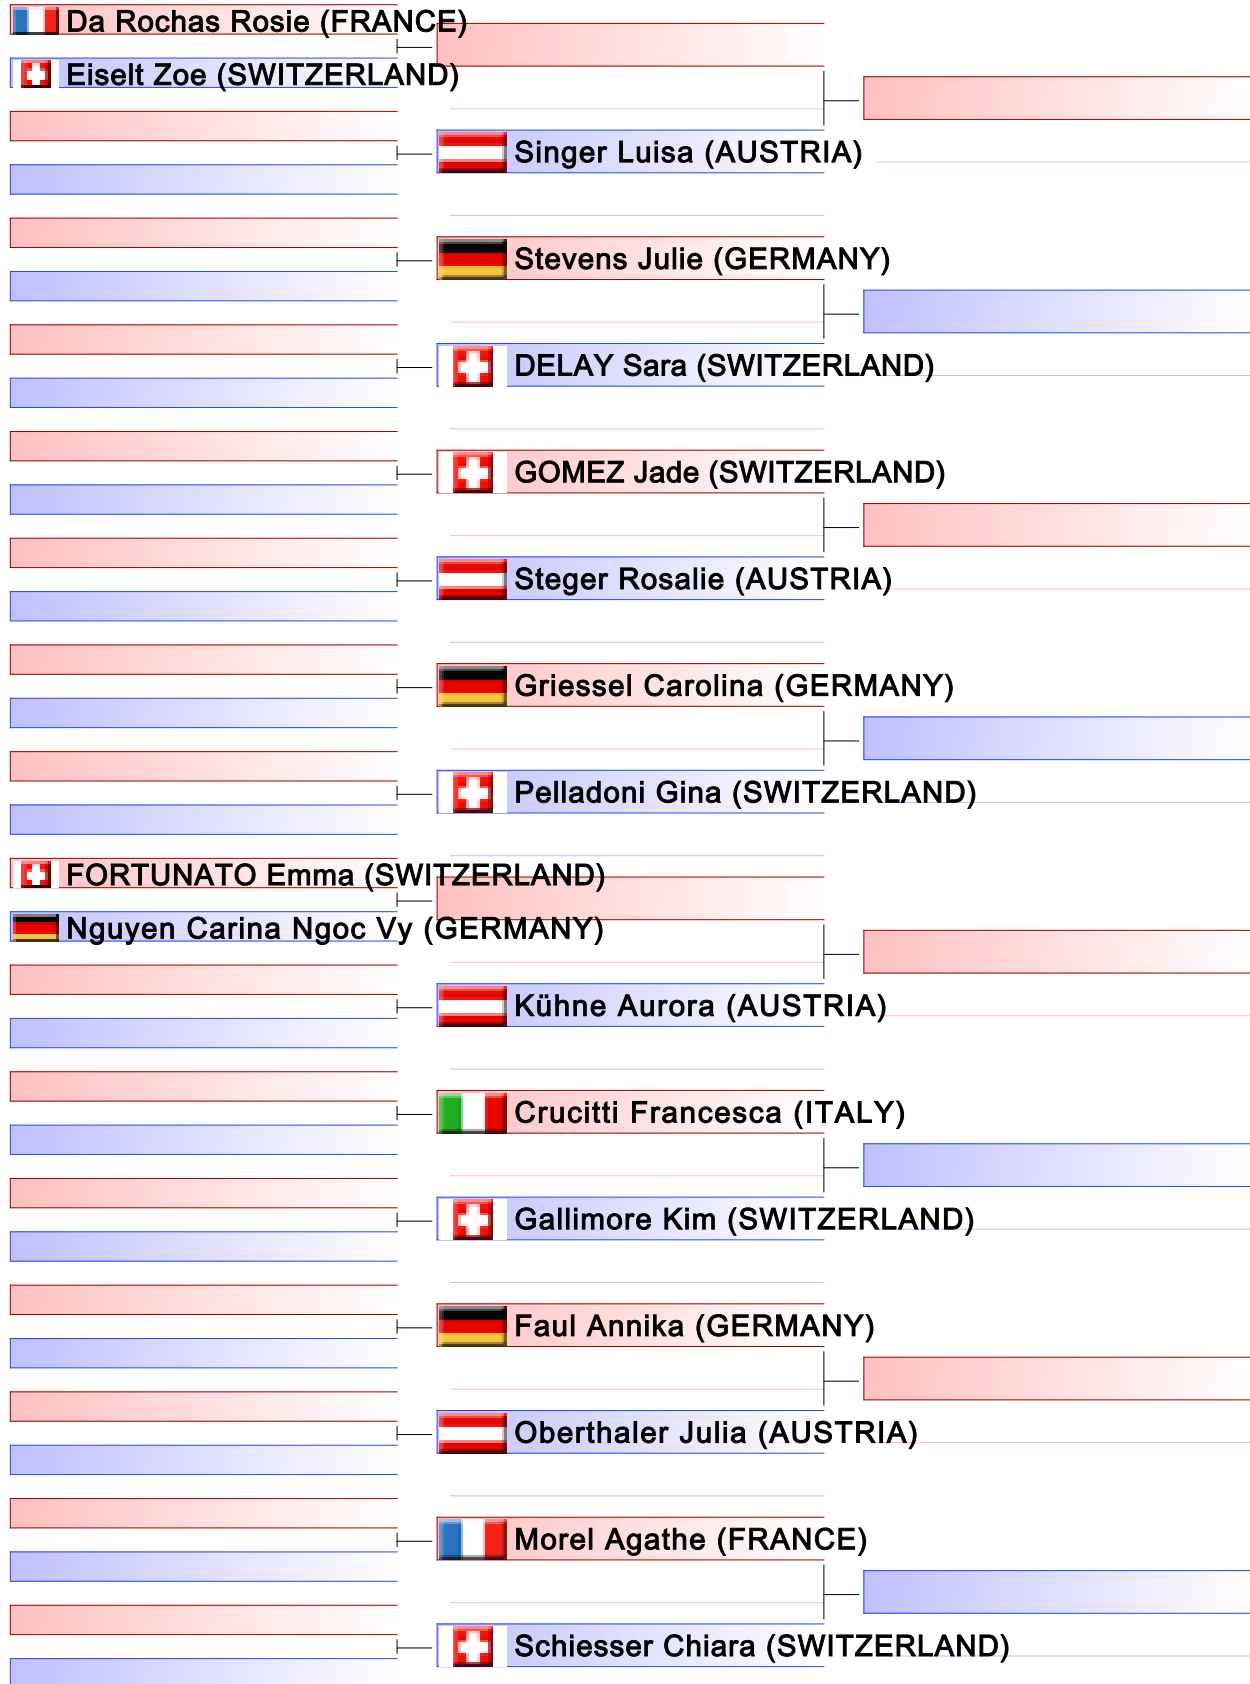 Da Rochas Rosie (FRANCE)
Eiselt Zoe (SWITZERLAND)
Singer Luisa (AUSTRIA)
Stevens Julie (GERMANY)
DELAY Sara (SWITZERLAND)
GOMEZ Jade (SWITZERLAND)
Steger Rosalie (AUSTRIA)
Griessel Carolina (GERMANY)
Pelladoni Gina (SWITZERLAND)
FORTUNATO Emma (SWITZERLAND)
Nguyen Carina Ngoc Vy (GERMANY)
Kühne Aurora (AUSTRIA)
Crucitti Francesca (ITALY)
Gallimore Kim (SWITZERLAND)
Faul Annika (GERMANY)
Oberthaler Julia (AUSTRIA)
Morel Agathe (FRANCE)
Schiesser Chiara (SWITZERLAND)